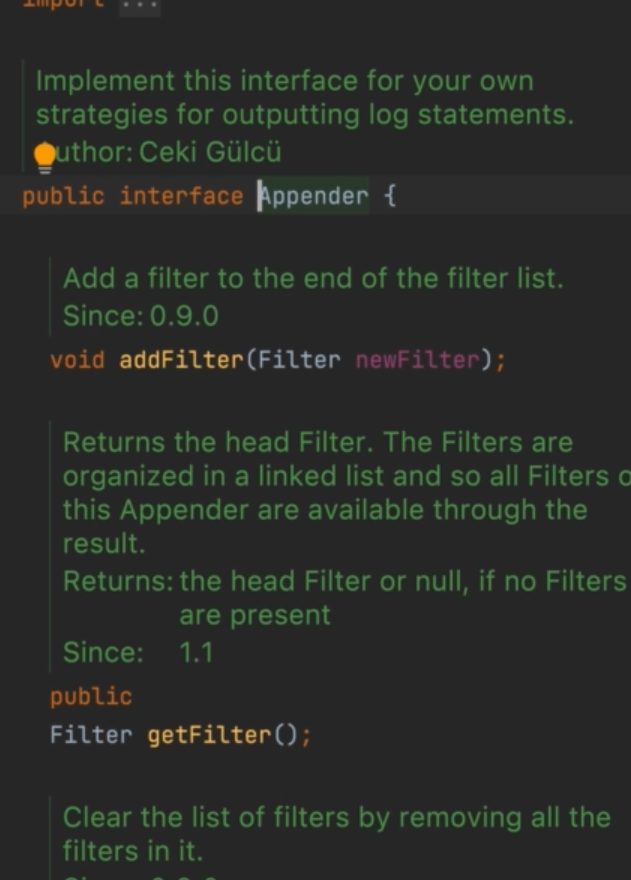 import ...
Implement this interface for your own
strategies for outputting log statements.
uthor: Ceki Gülcü
public interface Appender {
Add a filter to the end of the filter list.
Since: 0.9.0
void addFilter(Filter newFilter);
Returns the head Filter. The Filters are
organized in a linked list and so all Filters o
this Appender are available through the
result.
Returns: the head Filter or null, if no Filters
are present
Since: 1.1
public
Filter getFilter();
Clear the list of filters by removing all the
filters in it.